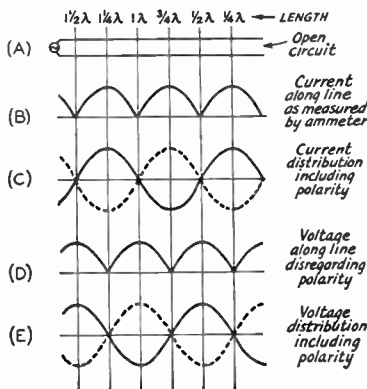 1½λ 1¼λ 1λ ¾λ ½λ ¼λ ← LENGTH
(A)
Open
circuit
(B)
Current
along line
as measured
by ammeter
(C)
Current
distribution
including
polarity
(D)
Voltage
along line
disregarding
polarity
(E)
Voltage
distribution
including
polarity